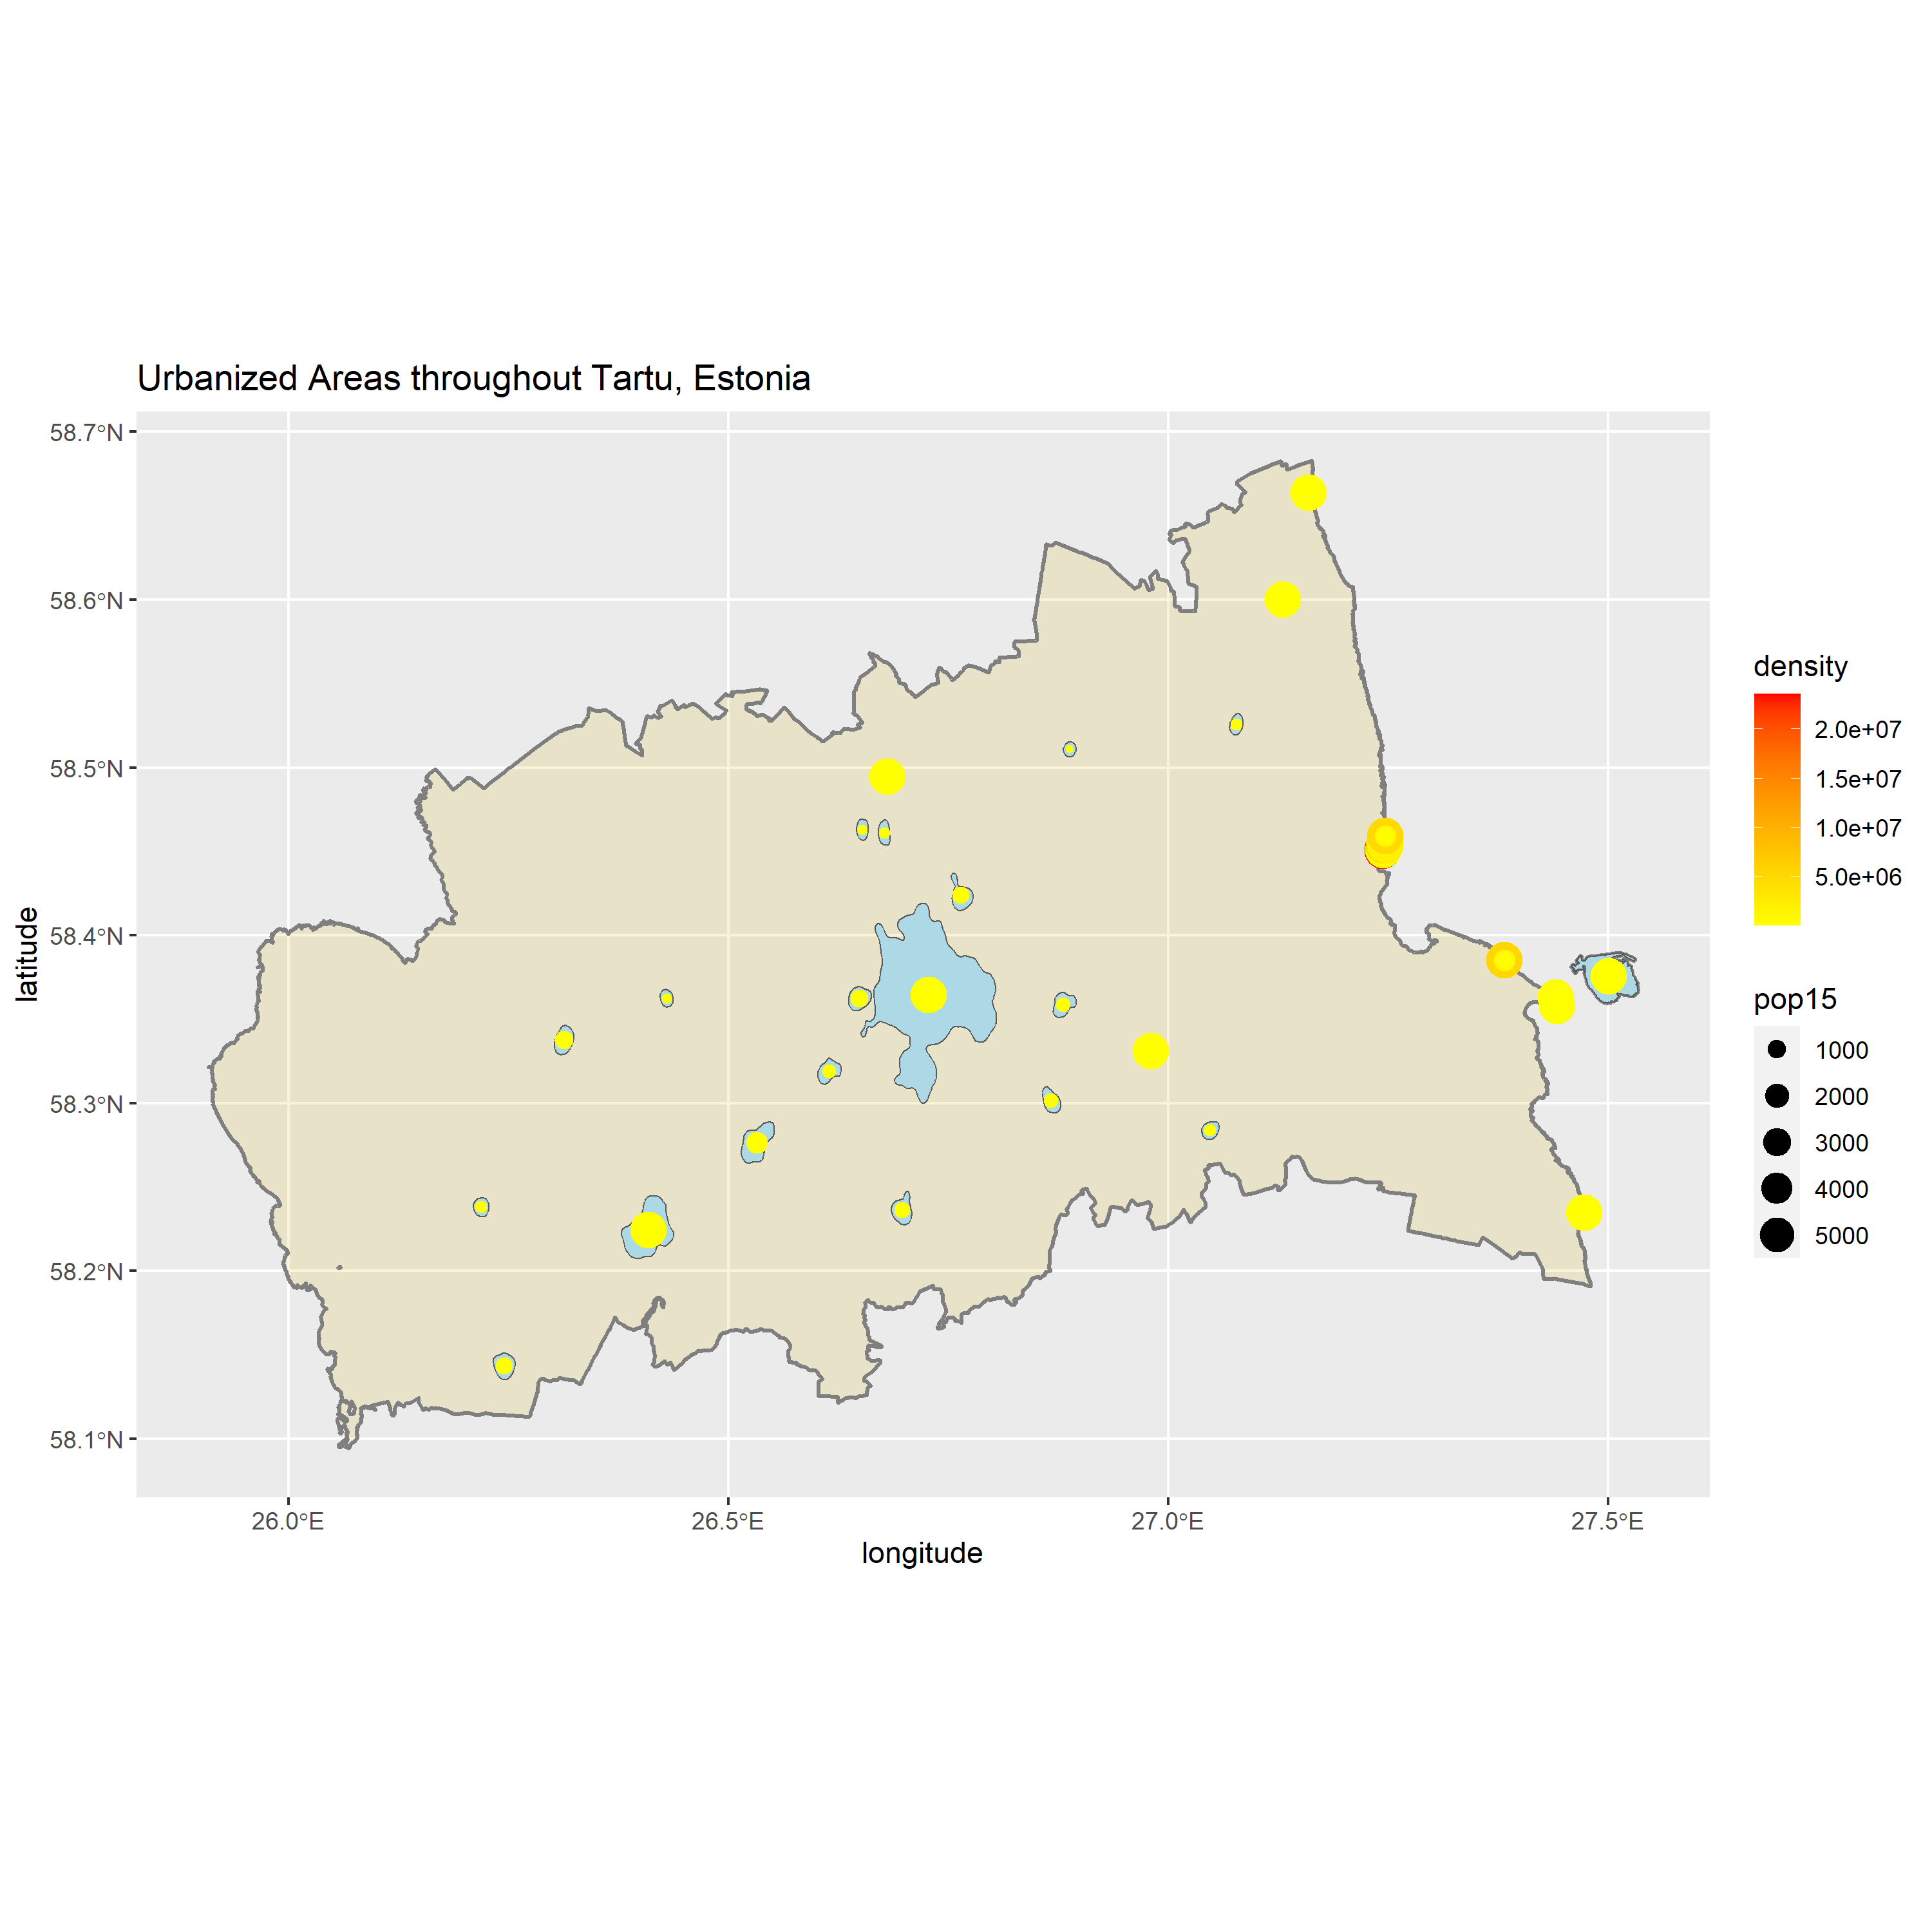 Urbanized Areas throughout Tartu, Estonia
58.7°N
58.6°N
58.5°N
58.4°N
58.3°N
58.2°N
58.1°N
latitude
26.0°E
26.5°E
27.0°E
27.5°E
longitude
density
2.0e+07
1.5e+07
1.0e+07
5.0e+06
pop15
1000
2000
3000
4000
5000